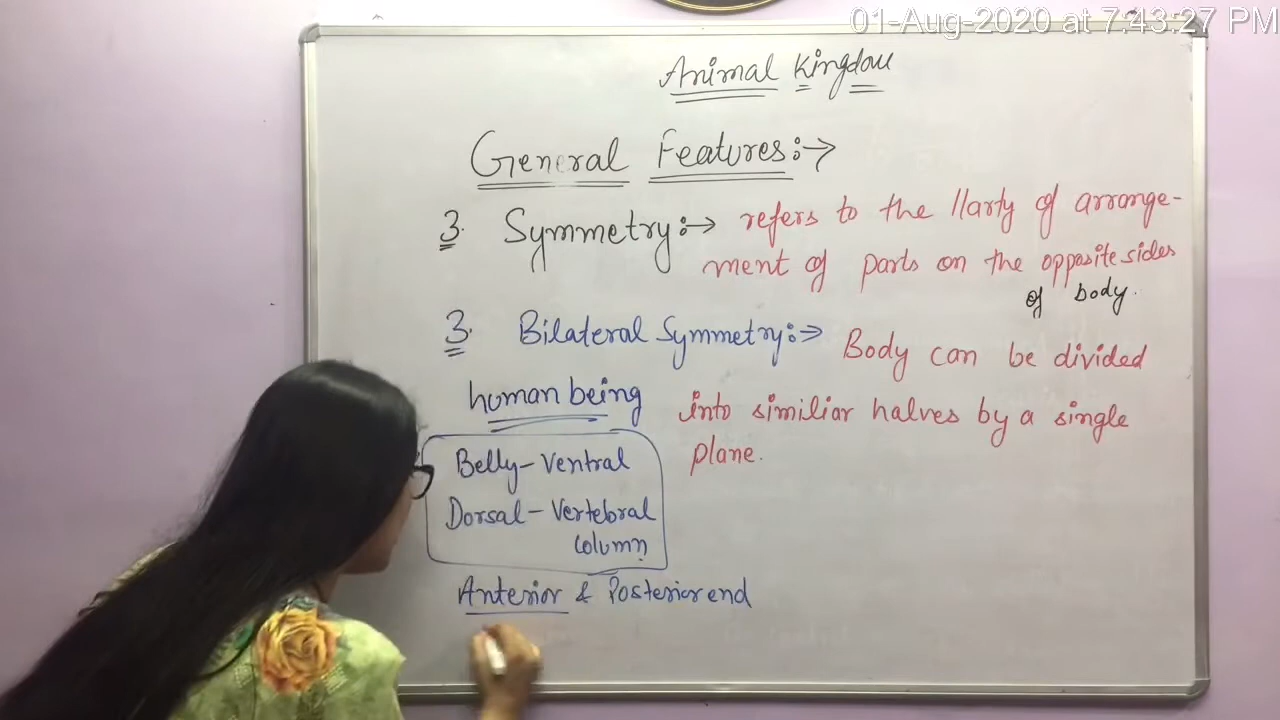 01-Aug-2020 at 7:43:27 PM
Animal Kingdom
General Features:→
3. Symmetry:→ refers to the llarty of arrange-
ment of parts on the opposite sides
of body.
3. Bilateral Symmetry:→ Body can be divided
into similiar halves by a single
plane.
human being
Belly - Ventral
Dorsal - Vertebral
Column
Anterior & Posterior end